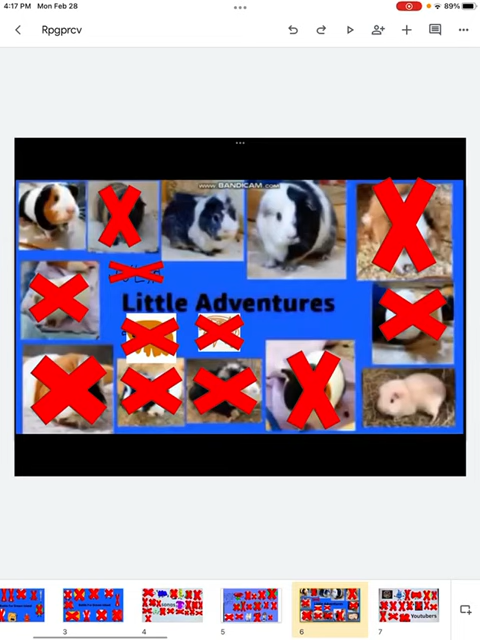 4:17 PM Mon Feb 28
89%
Rpgprcv
www.BANDICAM.COM
Little Adventures
3
4
5
6
7
Youtubers